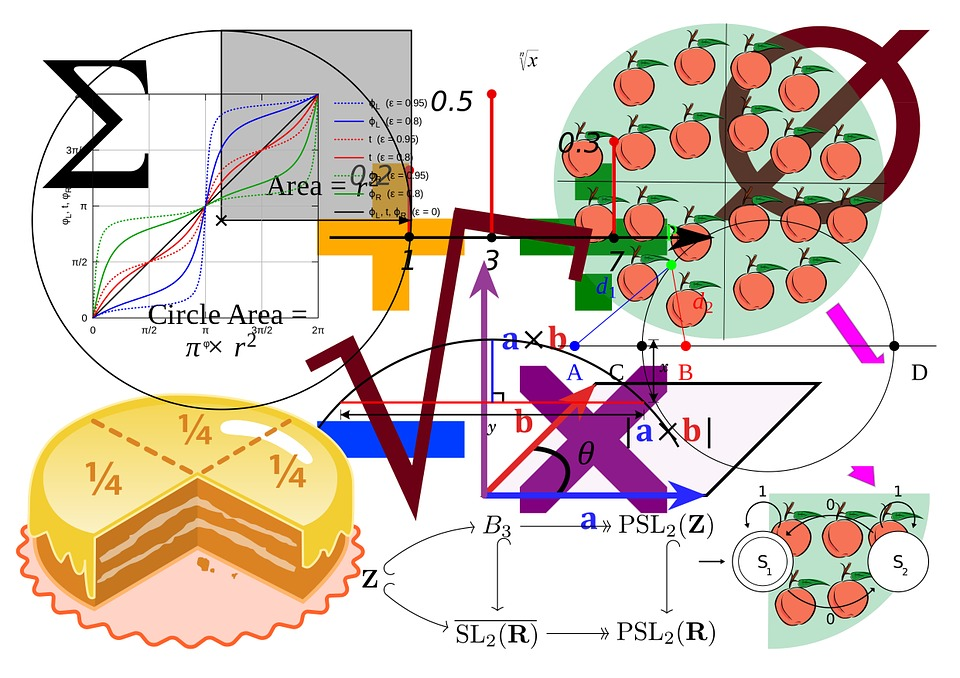 Σ
ⁿ√x
0.5
0.3
0.2
ϕL (ε = 0.95)
ϕL (ε = 0.8)
t (ε = 0.95)
t (ε = 0.8)
ϕR (ε = 0.95)
ϕR (ε = 0.8)
ϕL, t, ϕR (ε = 0)
Area = r²
ϕL, t, ϕR
3π/2
π
π/2
0
0 π/2 π 3π/2 2π
φ
Circle Area =
π × r²
1 3 7
d1
d2
A C B D
x
y
a×b
b
|a×b|
θ
a
¼ ¼ ¼
Z
B3 PSL2(Z)
SL2(R) PSL2(R)
1 0 1
S1 S2
0